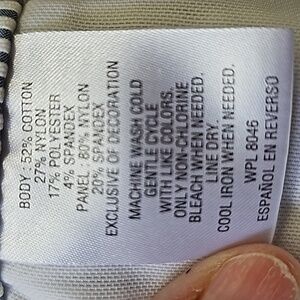 BODY: 52% COTTON
27% NYLON
17% POLYESTER
4% SPANDEX
PANEL: 80% NYLON
20% SPANDEX
EXCLUSIVE OF DECORATION
MACHINE WASH COLD
GENTLE CYCLE
WITH LIKE COLORS.
ONLY NON-CHLORINE
BLEACH WHEN NEEDED.
LINE DRY.
COOL IRON WHEN NEEDED.
WPL 8046
ESPAÑOL EN REVERSO